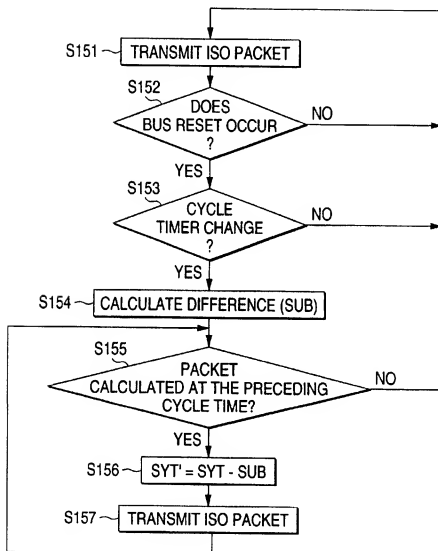 S151
TRANSMIT ISO PACKET
S152
DOES
BUS RESET OCCUR
?
NO
YES
S153
CYCLE
TIMER CHANGE
?
NO
YES
S154
CALCULATE DIFFERENCE (SUB)
S155
PACKET
CALCULATED AT THE PRECEDING
CYCLE TIME?
NO
YES
S156
SYT' = SYT - SUB
S157
TRANSMIT ISO PACKET